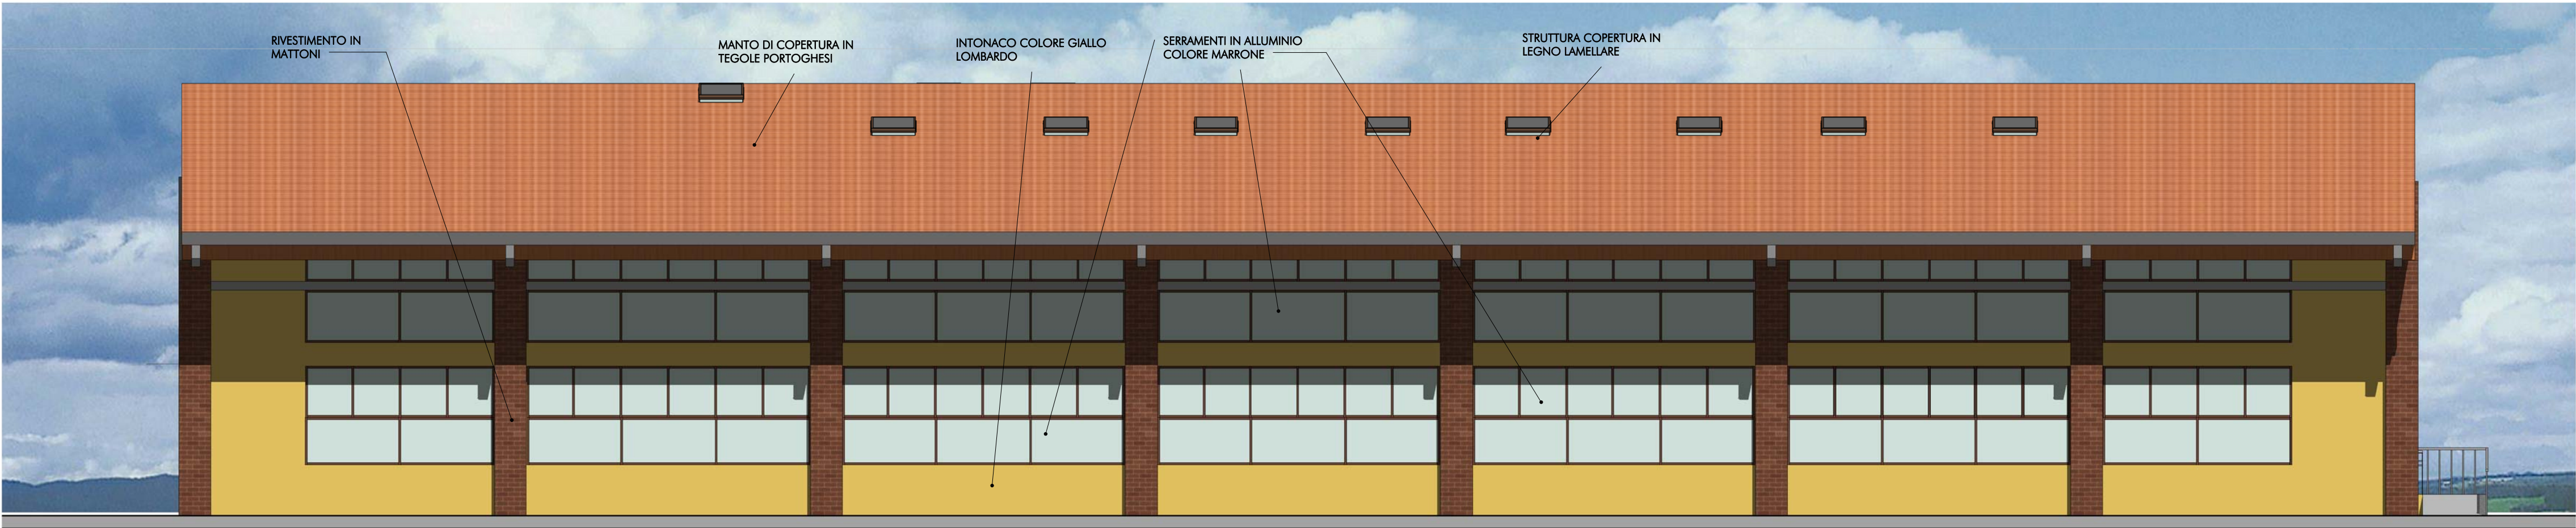 RIVESTIMENTO IN
MATTONI
MANTO DI COPERTURA IN
TEGOLE PORTOGHESI
INTONACO COLORE GIALLO
LOMBARDO
SERRAMENTI IN ALLUMINIO
COLORE MARRONE
STRUTTURA COPERTURA IN
LEGNO LAMELLARE